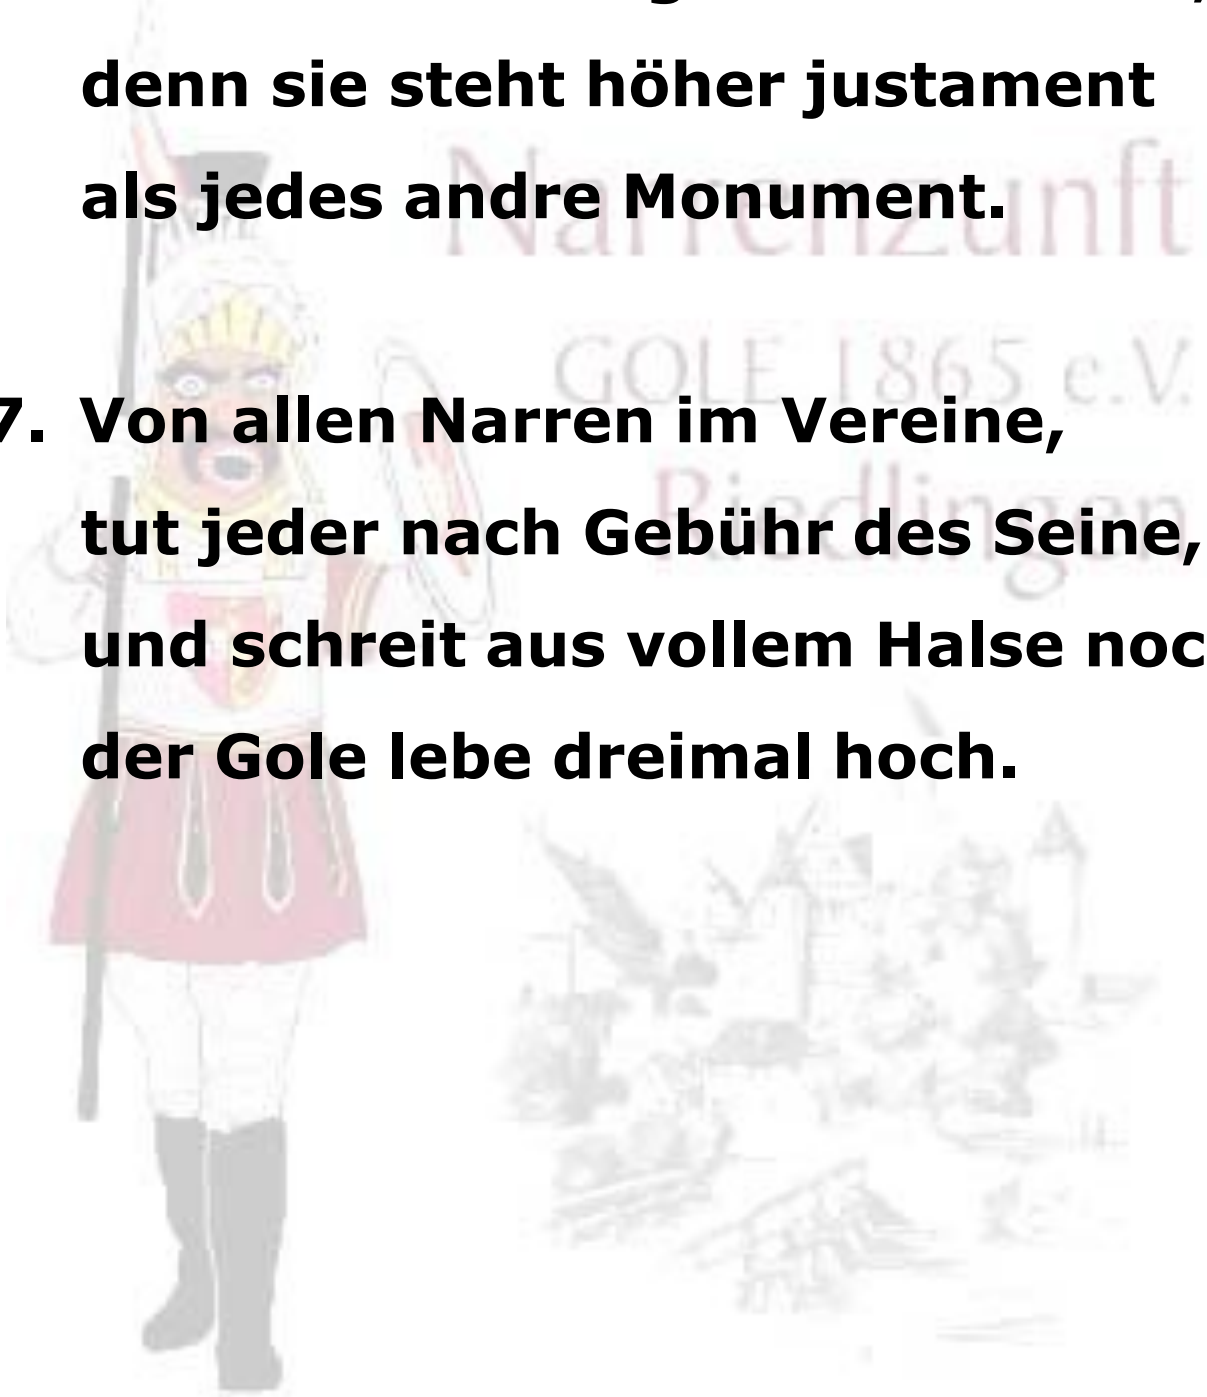 denn sie steht höher justament
als jedes andre Monument.
Narrenzunft
GOLE 1865 e.V.
Riedlingen
7. Von allen Narren im Vereine,
tut jeder nach Gebühr des Seine,
und schreit aus vollem Halse noc
der Gole lebe dreimal hoch.